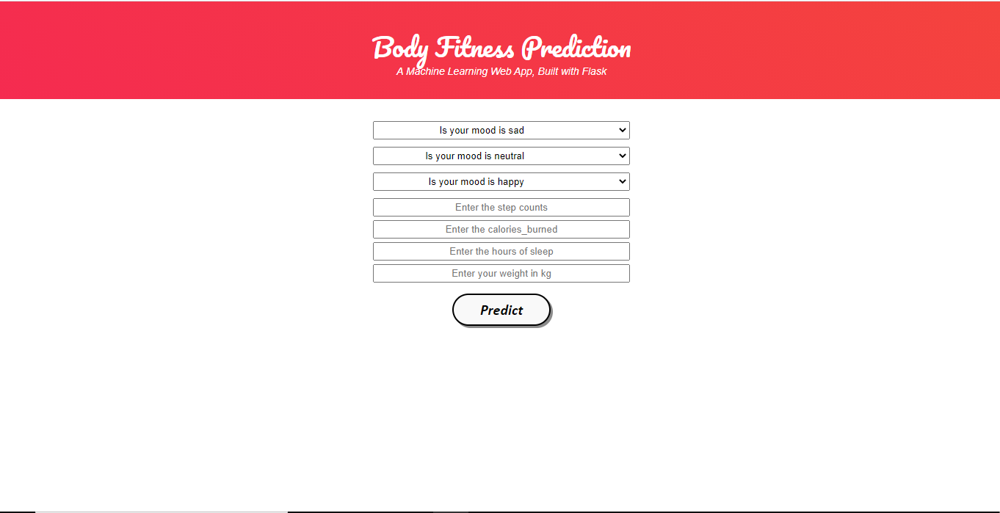 Body Fitness Prediction
A Machine Learning Web App, Built with Flask
Is your mood is sad
Is your mood is neutral
Is your mood is happy
Enter the step counts
Enter the calories_burned
Enter the hours of sleep
Enter your weight in kg
Predict